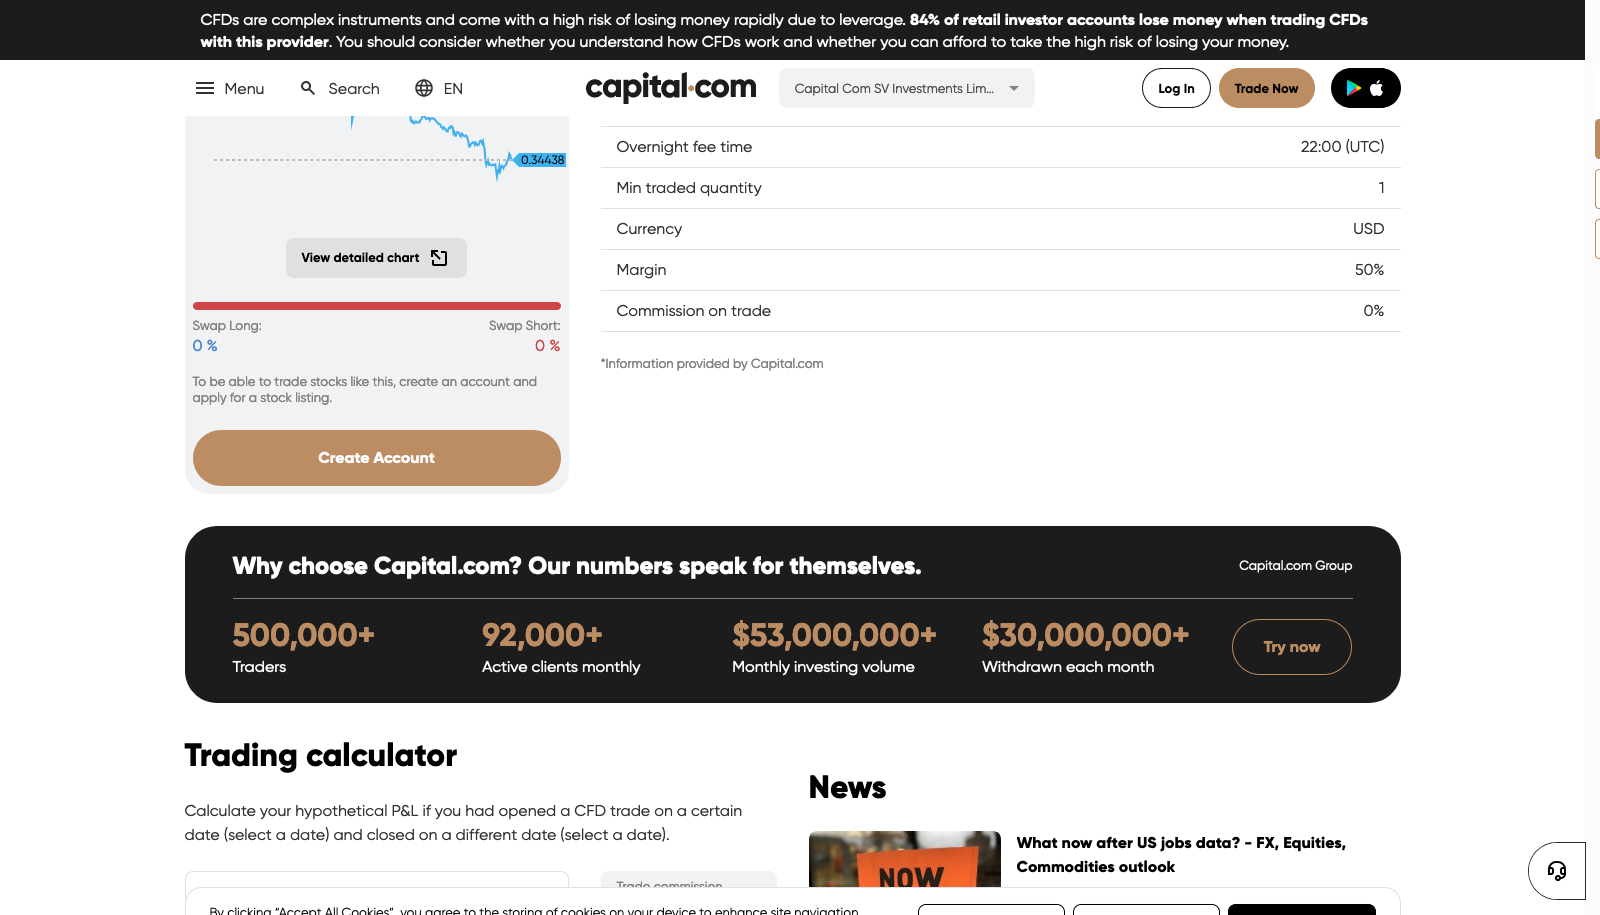 CFDs are complex instruments and come with a high risk of losing money rapidly due to leverage. 84% of retail investor accounts lose money when trading CFDs
with this provider. You should consider whether you understand how CFDs work and whether you can afford to take the high risk of losing your money.
Menu
Search
EN
capital.com
Capital Com SV Investments Lim...
Log In
Trade Now
0.34438
View detailed chart
Swap Long:
Swap Short:
0 %
0 %
To be able to trade stocks like this, create an account and
apply for a stock listing.
Create Account
Overnight fee time
22:00 (UTC)
Min traded quantity
1
Currency
USD
Margin
50%
Commission on trade
0%
*Information provided by Capital.com
Why choose Capital.com? Our numbers speak for themselves.
Capital.com Group
500,000+
Traders
92,000+
Active clients monthly
$53,000,000+
Monthly investing volume
$30,000,000+
Withdrawn each month
Try now
Trading calculator
Calculate your hypothetical P&L if you had opened a CFD trade on a certain
date (select a date) and closed on a different date (select a date).
Trade commission
News
NOW
What now after US jobs data? - FX, Equities,
Commodities outlook
By clicking “Accept All Cookies”, you agree to the storing of cookies on your device to enhance site navigation,